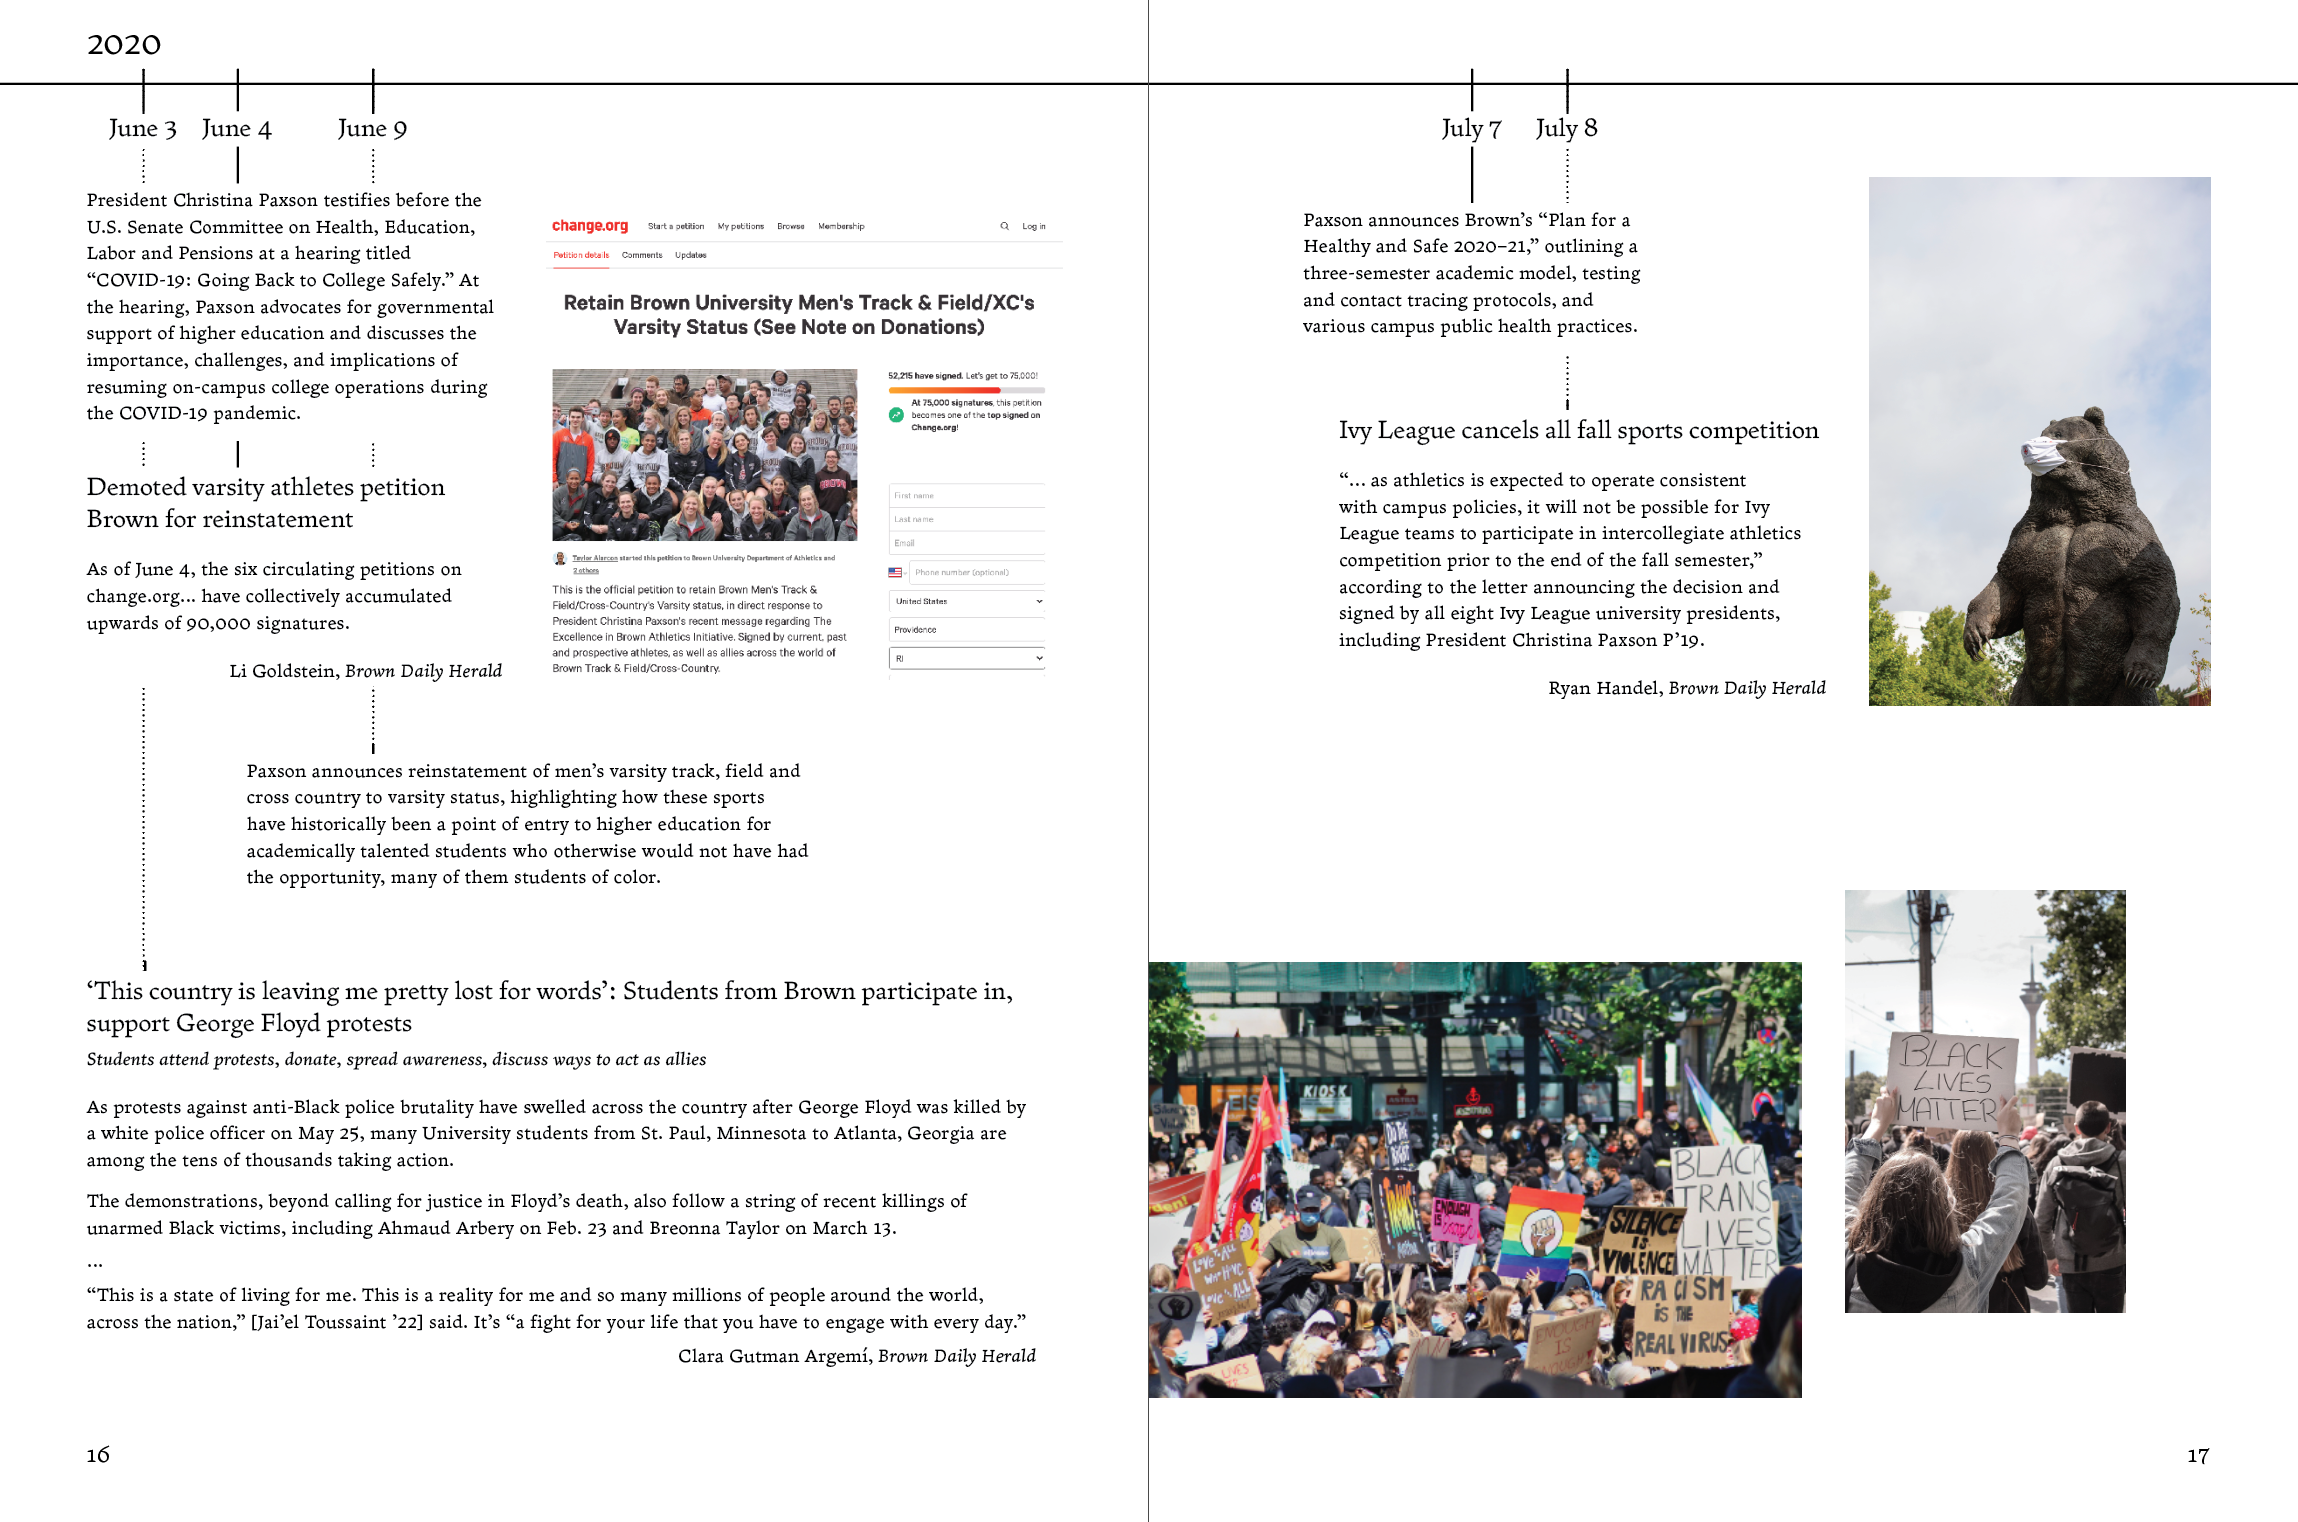 2020
June 3
June 4
June 9
President Christina Paxson testifies before the
U.S. Senate Committee on Health, Education,
Labor and Pensions at a hearing titled
“COVID-19: Going Back to College Safely.” At
the hearing, Paxson advocates for governmental
support of higher education and discusses the
importance, challenges, and implications of
resuming on-campus college operations during
the COVID-19 pandemic.
Demoted varsity athletes petition
Brown for reinstatement
As of June 4, the six circulating petitions on
change.org... have collectively accumulated
upwards of 90,000 signatures.
Li Goldstein, Brown Daily Herald
change.org Start a petition My petitions Browse Membership Log in
Petition details Comments Updates
Retain Brown University Men's Track & Field/XC's
Varsity Status (See Note on Donations)
BROWN
52,215 have signed. Let's get to 75,000!
At 75,000 signatures, this petition
becomes one of the top signed on
Change.org!
First name
Last name
Email
Phone number (optional)
United States
Providence
RI
Taylor Alarcon started this petition to Brown University Department of Athletics and
2 others
This is the official petition to retain Brown Men's Track &
Field/Cross-Country's Varsity status, in direct response to
President Christina Paxson's recent message regarding The
Excellence in Brown Athletics Initiative. Signed by current, past
and prospective athletes, as well as allies across the world of
Brown Track & Field/Cross-Country.
Paxson announces reinstatement of men’s varsity track, field and
cross country to varsity status, highlighting how these sports
have historically been a point of entry to higher education for
academically talented students who otherwise would not have had
the opportunity, many of them students of color.
‘This country is leaving me pretty lost for words’: Students from Brown participate in,
support George Floyd protests
Students attend protests, donate, spread awareness, discuss ways to act as allies
As protests against anti-Black police brutality have swelled across the country after George Floyd was killed by
a white police officer on May 25, many University students from St. Paul, Minnesota to Atlanta, Georgia are
among the tens of thousands taking action.
The demonstrations, beyond calling for justice in Floyd’s death, also follow a string of recent killings of
unarmed Black victims, including Ahmaud Arbery on Feb. 23 and Breonna Taylor on March 13.
...
“This is a state of living for me. This is a reality for me and so many millions of people around the world,
across the nation,” [Jai’el Toussaint ’22] said. It’s “a fight for your life that you have to engage with every day.”
Clara Gutman Argemí, Brown Daily Herald
16
July 7
July 8
Paxson announces Brown’s “Plan for a
Healthy and Safe 2020–21,” outlining a
three-semester academic model, testing
and contact tracing protocols, and
various campus public health practices.
Ivy League cancels all fall sports competition
“... as athletics is expected to operate consistent
with campus policies, it will not be possible for Ivy
League teams to participate in intercollegiate athletics
competition prior to the end of the fall semester,”
according to the letter announcing the decision and
signed by all eight Ivy League university presidents,
including President Christina Paxson P’19.
Ryan Handel, Brown Daily Herald
KIOSK
EIS
ASTRA
DO THE
RIGHT
TRANS
ENOUGH
IS
SILENCE
IS
VIOLENCE
BLACK
TRANS
LIVES
MATTER
RACISM
IS THE
REAL VIRUS
ENOUGH
IS
ENOUGH
LIVES
BLACK
LIVES
MATTER
17